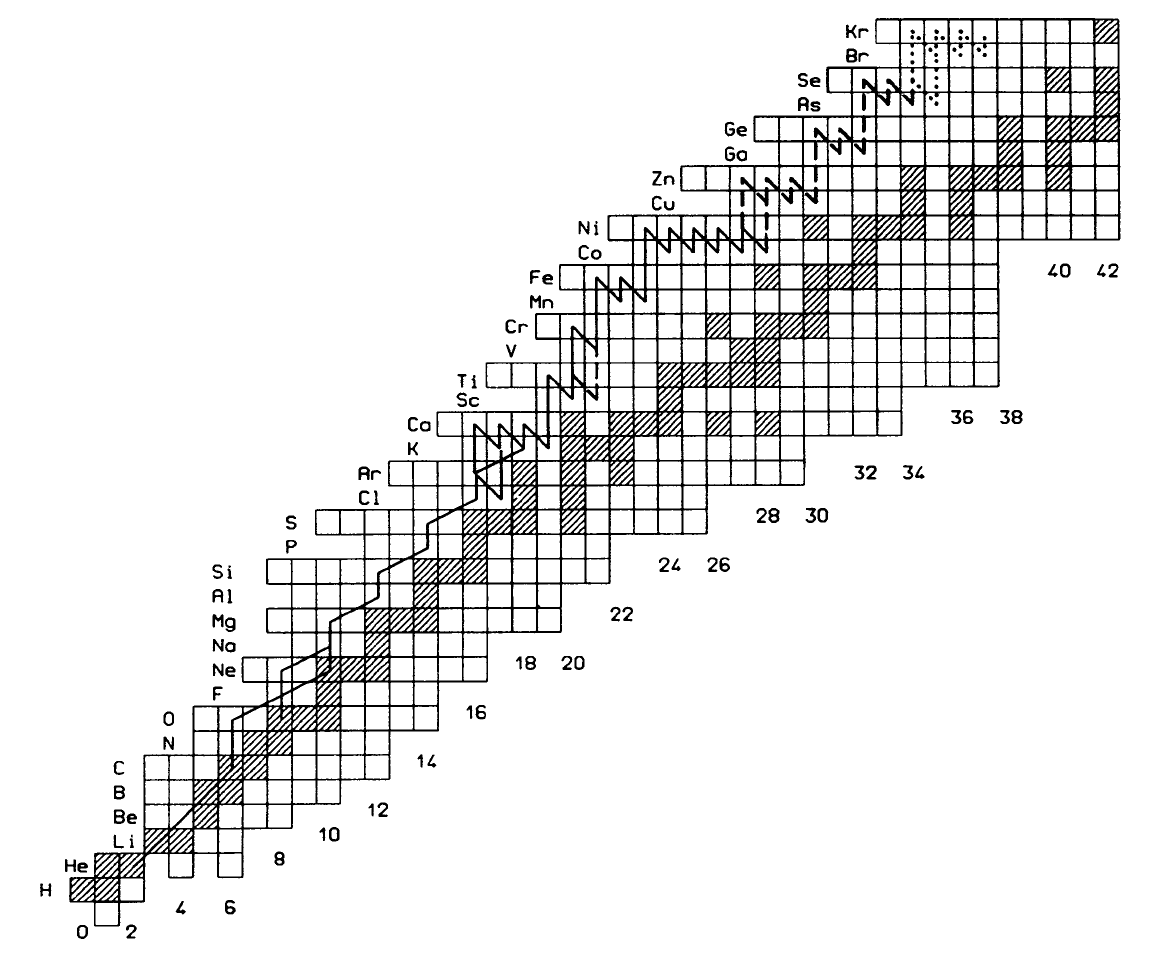 Kr
Br
Se
As
Ge
Ga
Zn
Cu
Ni
Co
40 42
Fe
Mn
Cr
V
Ti
Sc
36 38
Ca
K
Ar
32 34
Cl
S
28 30
P
Si
24 26
Al
Mg
22
Na
Ne
18 20
F
O
16
N
C
14
B
Be
12
Li
10
He
8
H
4 6
0 2